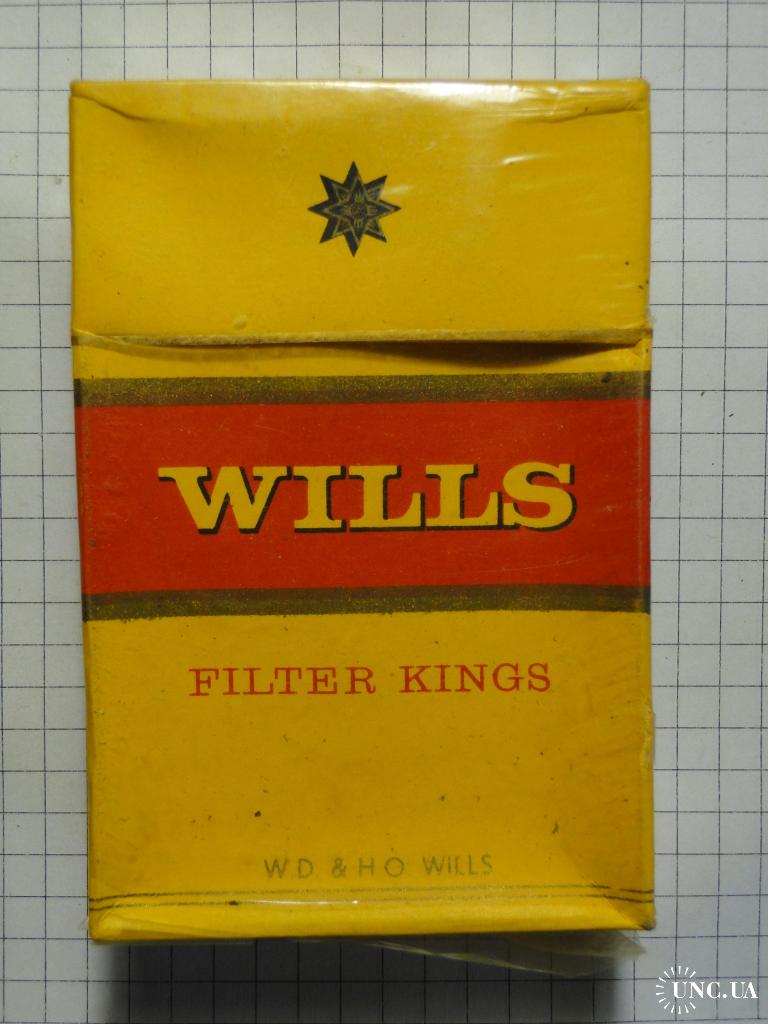 WILLS
FILTER KINGS
W.D. & H O WILLS
UNC.UA